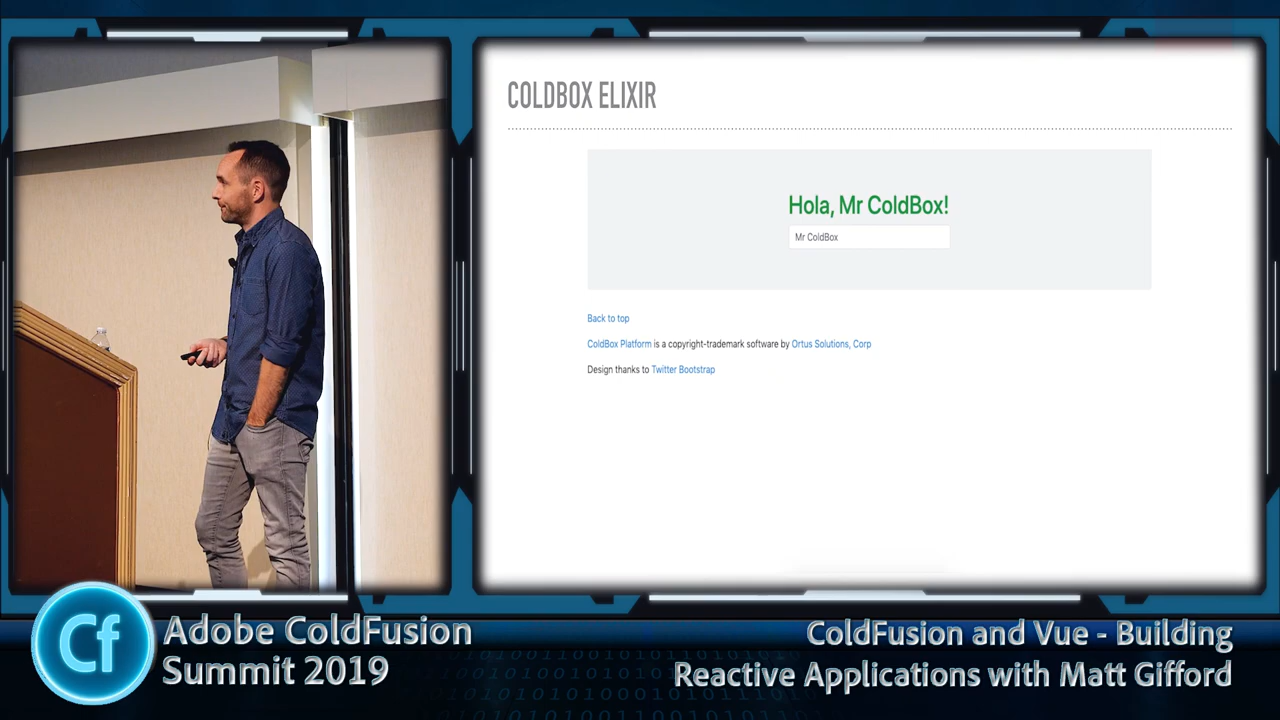 COLDBOX ELIXIR
Hola, Mr ColdBox!
Mr ColdBox
Back to top
ColdBox Platform is a copyright-trademark software by Ortus Solutions, Corp
Design thanks to Twitter Bootstrap
Cf
Adobe ColdFusion
Summit 2019
ColdFusion and Vue - Building
Reactive Applications with Matt Gifford